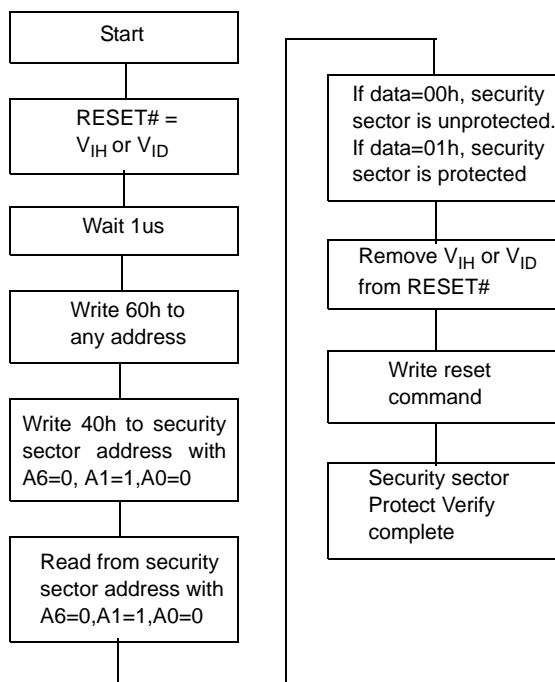 Start
RESET# =
VIH or VID
Wait 1us
Write 60h to
any address
Write 40h to security
sector address with
A6=0, A1=1,A0=0
Read from security
sector address with
A6=0,A1=1,A0=0
If data=00h, security
sector is unprotected.
If data=01h, security
sector is protected
Remove VIH or VID
from RESET#
Write reset
command
Security sector
Protect Verify
complete